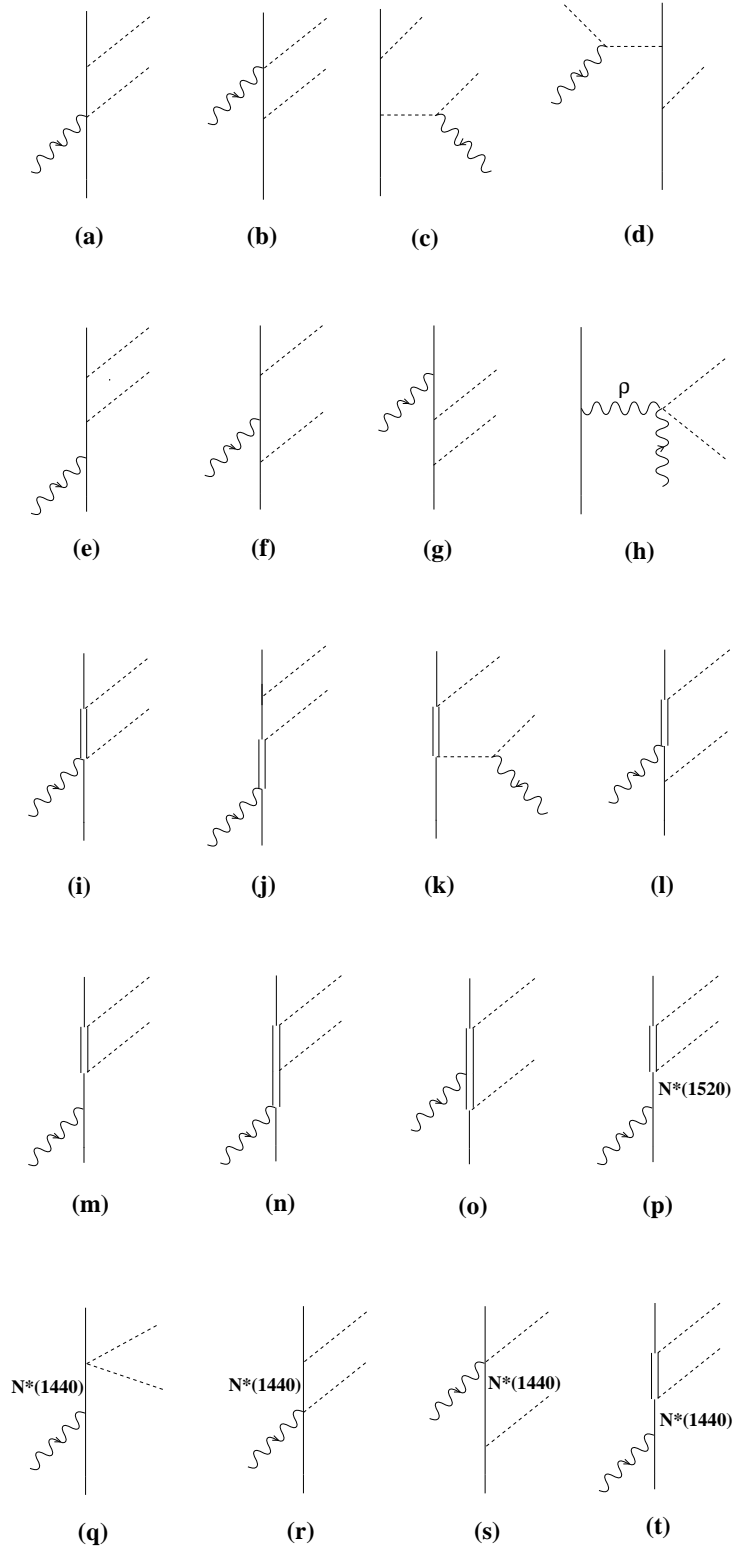 (a) (b) (c) (d)
ρ
(e) (f) (g) (h)
(i) (j) (k) (l)
N*(1520)
(m) (n) (o) (p)
N*(1440) N*(1440) N*(1440) N*(1440)
(q) (r) (s) (t)